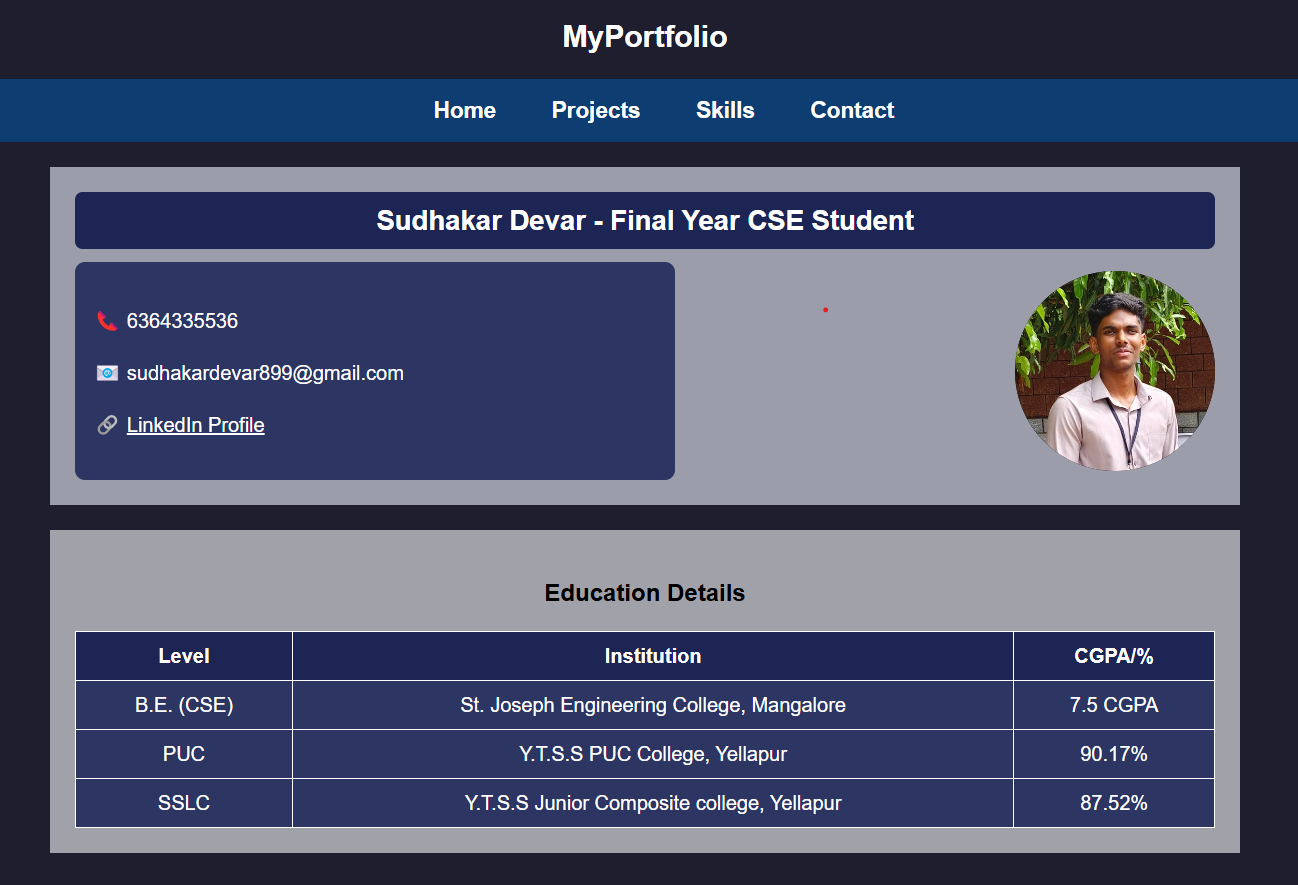 MyPortfolio
Home Projects Skills Contact
Sudhakar Devar - Final Year CSE Student
6364335536
sudhakardevar899@gmail.com
LinkedIn Profile
Education Details
Level Institution CGPA/%
B.E. (CSE) St. Joseph Engineering College, Mangalore 7.5 CGPA
PUC Y.T.S.S PUC College, Yellapur 90.17%
SSLC Y.T.S.S Junior Composite college, Yellapur 87.52%